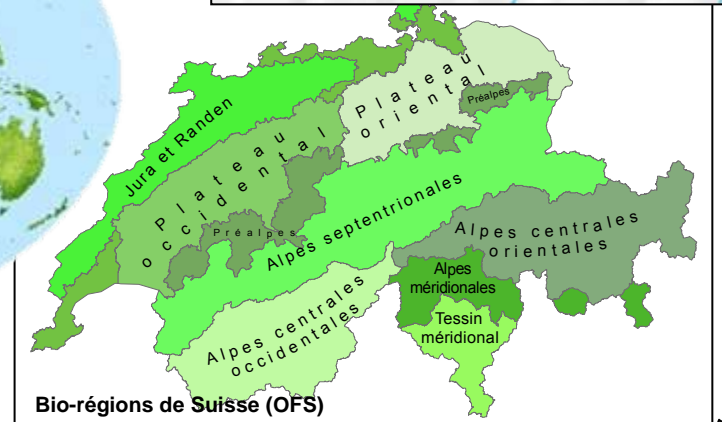 Jura et Randen
Plateau
occidental
Plateau
oriental
Préalpes
Préalpes
Alpes septentrionales
Alpes centrales
orientales
Alpes
méridionales
Tessin
méridional
Alpes centrales
occidentales
Bio-régions de Suisse (OFS)